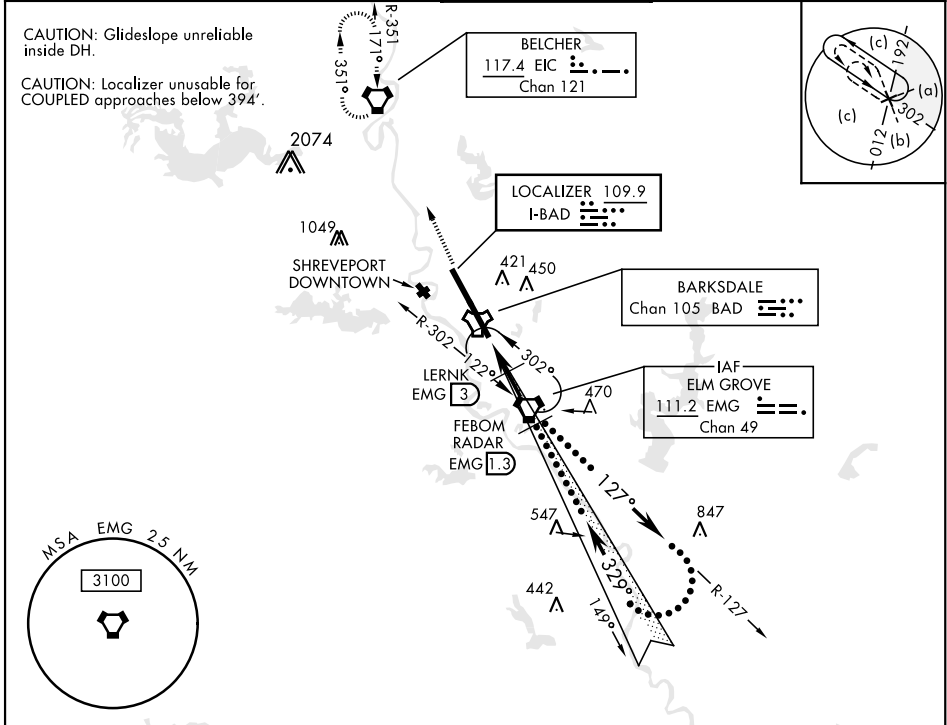 CAUTION: Glideslope unreliable
inside DH.
CAUTION: Localizer unusable for
COUPLED approaches below 394'.
R-351
171°
351°
BELCHER
117.4 EIC
Chan 121
(c)
192
(a)
302
(c)
(b)
012
2074
LOCALIZER 109.9
I-BAD
1049
SHREVEPORT
DOWNTOWN
421
450
BARKSDALE
Chan 105 BAD
R-302
122°
302°
LERNK
EMG 3
IAF
ELM GROVE
111.2 EMG
Chan 49
470
FEBOM
RADAR
EMG 1.3
127°
547
847
329°
442
149°
R-127
MSA EMG 25 NM
3100